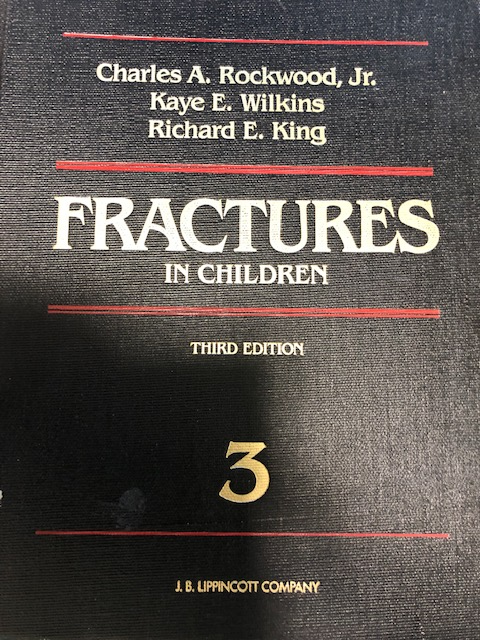 Charles A. Rockwood, Jr.
Kaye E. Wilkins
Richard E. King
FRACTURES
IN CHILDREN
THIRD EDITION
3
J. B. LIPPINCOTT COMPANY